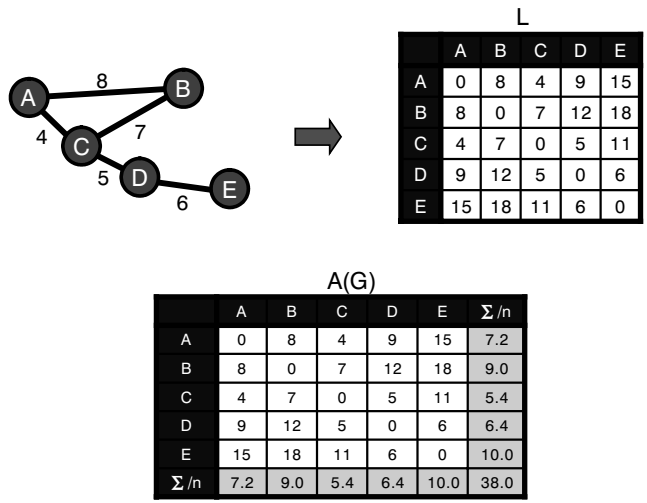 L
A B C D E
A 0 8 4 9 15
B 8 0 7 12 18
C 4 7 0 5 11
D 9 12 5 0 6
E 15 18 11 6 0
A
B
C
D
E
8
4
7
5
6
A(G)
A B C D E Σ/n
A 0 8 4 9 15 7.2
B 8 0 7 12 18 9.0
C 4 7 0 5 11 5.4
D 9 12 5 0 6 6.4
E 15 18 11 6 0 10.0
Σ/n 7.2 9.0 5.4 6.4 10.0 38.0